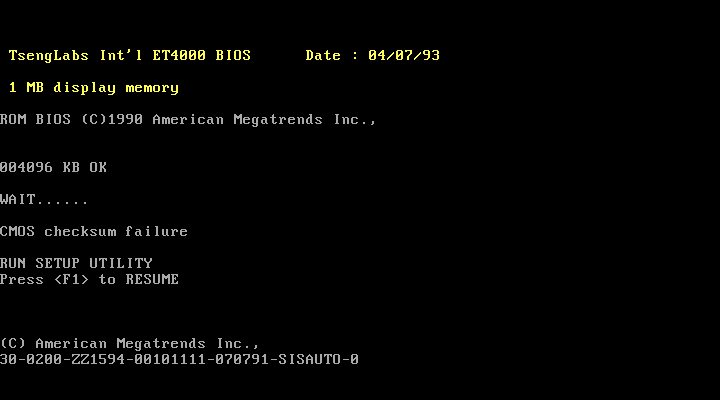 TsengLabs Int'l ET4000 BIOS      Date : 04/07/93
1 MB display memory
ROM BIOS (C)1990 American Megatrends Inc.,
004096 KB OK
WAIT......
CMOS checksum failure
RUN SETUP UTILITY
Press <F1> to RESUME
(C) American Megatrends Inc.,
30-0200-ZZ1594-00101111-070791-SISAUTO-0